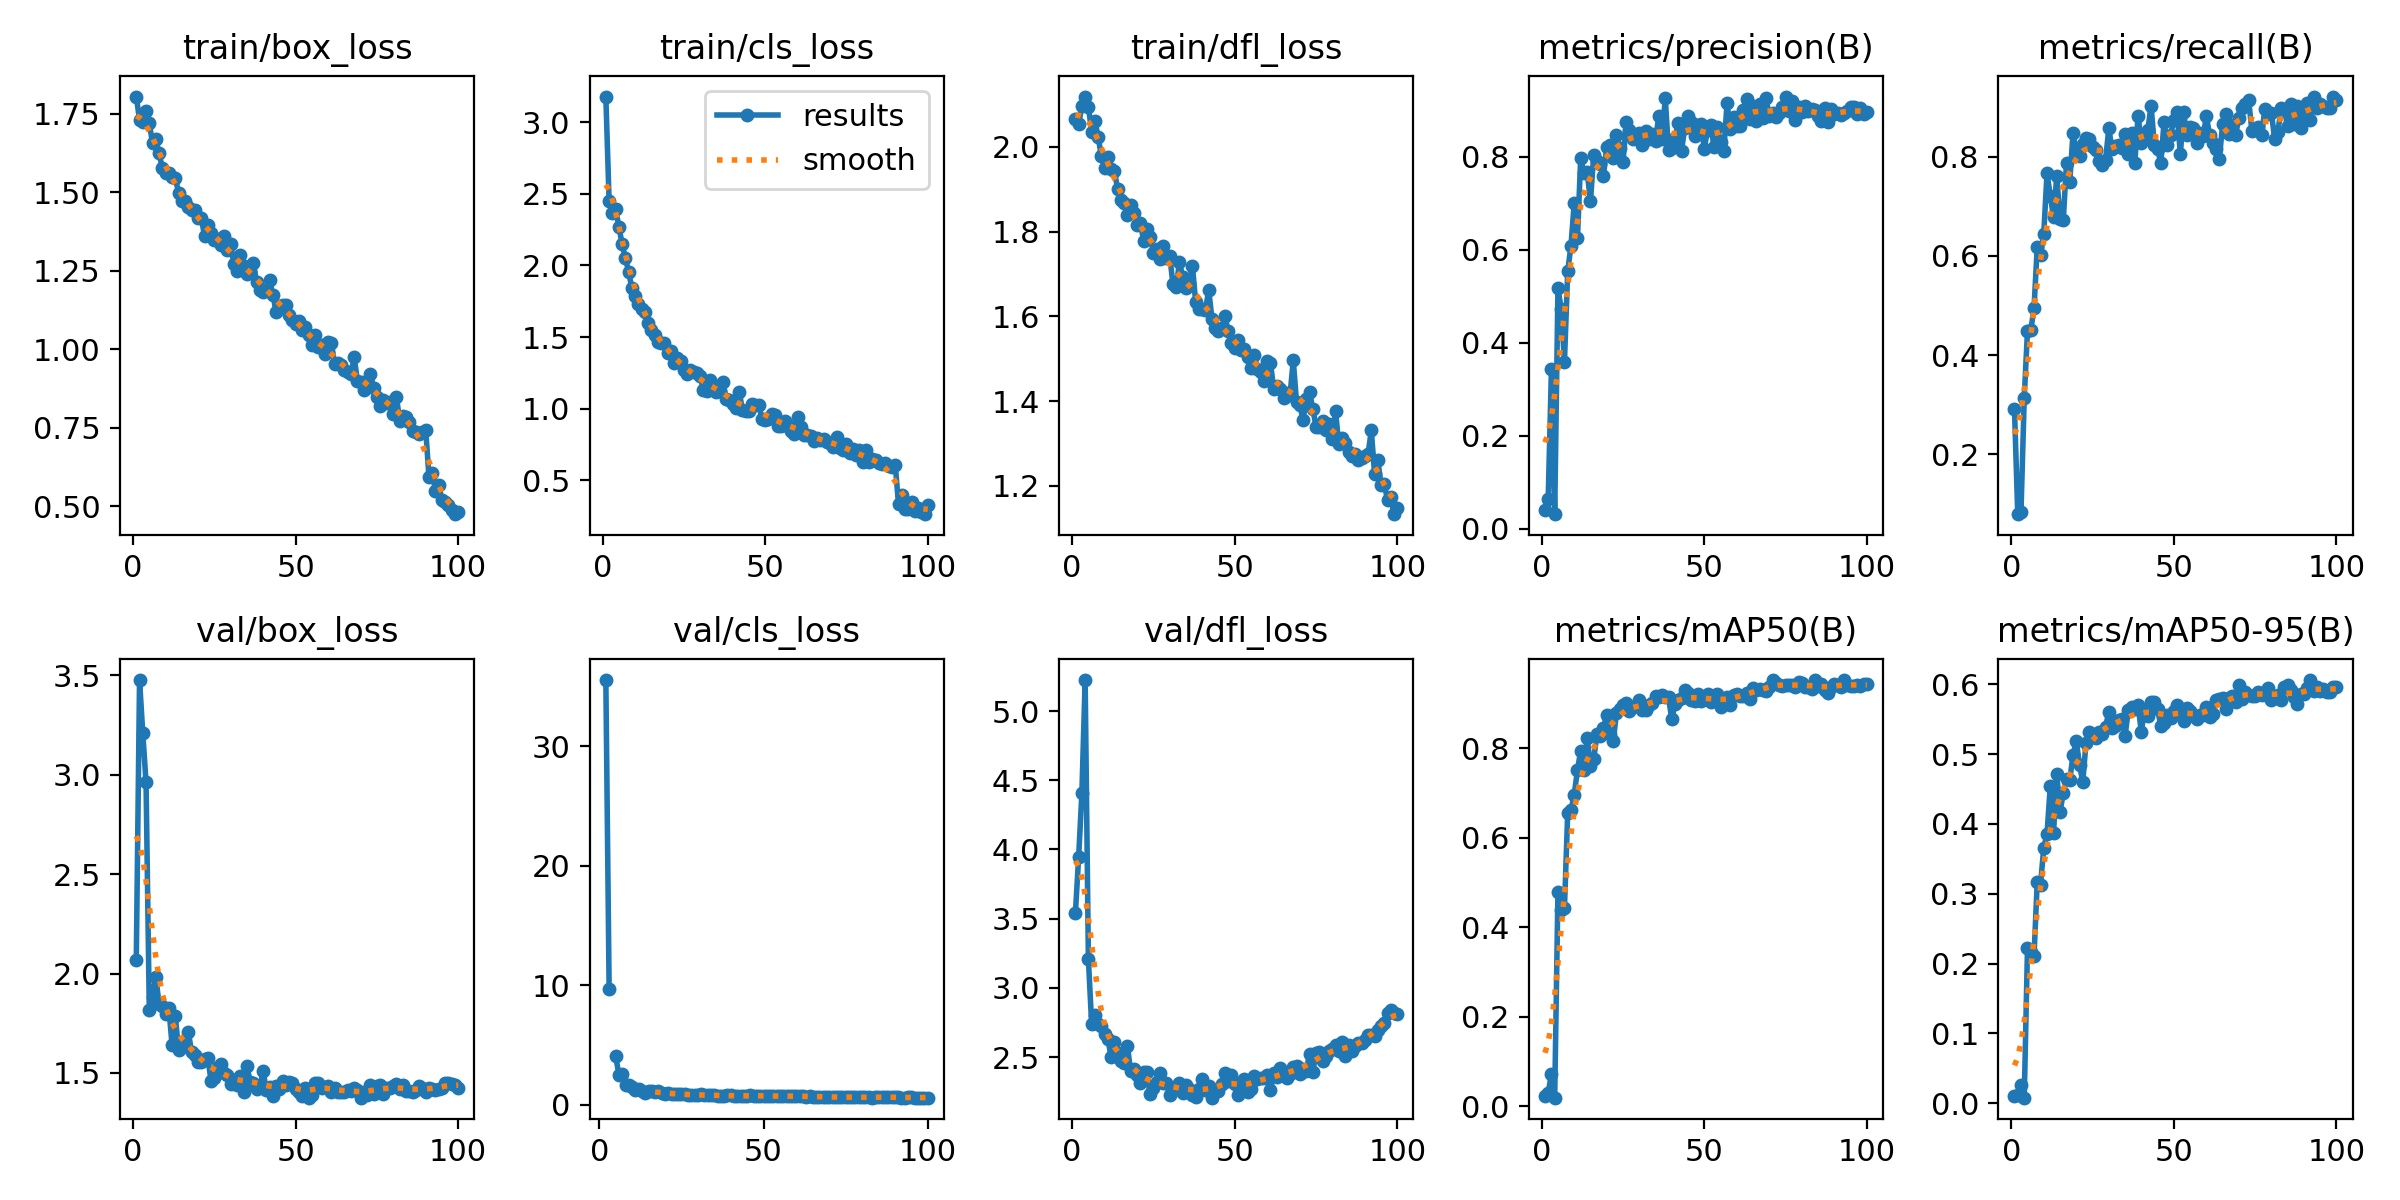 train/box_loss
1.75
1.50
1.25
1.00
0.75
0.50
0 50 100
train/cls_loss
results
smooth
3.0
2.5
2.0
1.5
1.0
0.5
0 50 100
train/dfl_loss
2.0
1.8
1.6
1.4
1.2
0 50 100
metrics/precision(B)
0.8
0.6
0.4
0.2
0.0
0 50 100
metrics/recall(B)
0.8
0.6
0.4
0.2
0 50 100
val/box_loss
3.5
3.0
2.5
2.0
1.5
0 50 100
val/cls_loss
30
20
10
0
0 50 100
val/dfl_loss
5.0
4.5
4.0
3.5
3.0
2.5
0 50 100
metrics/mAP50(B)
0.8
0.6
0.4
0.2
0.0
0 50 100
metrics/mAP50-95(B)
0.6
0.5
0.4
0.3
0.2
0.1
0.0
0 50 100